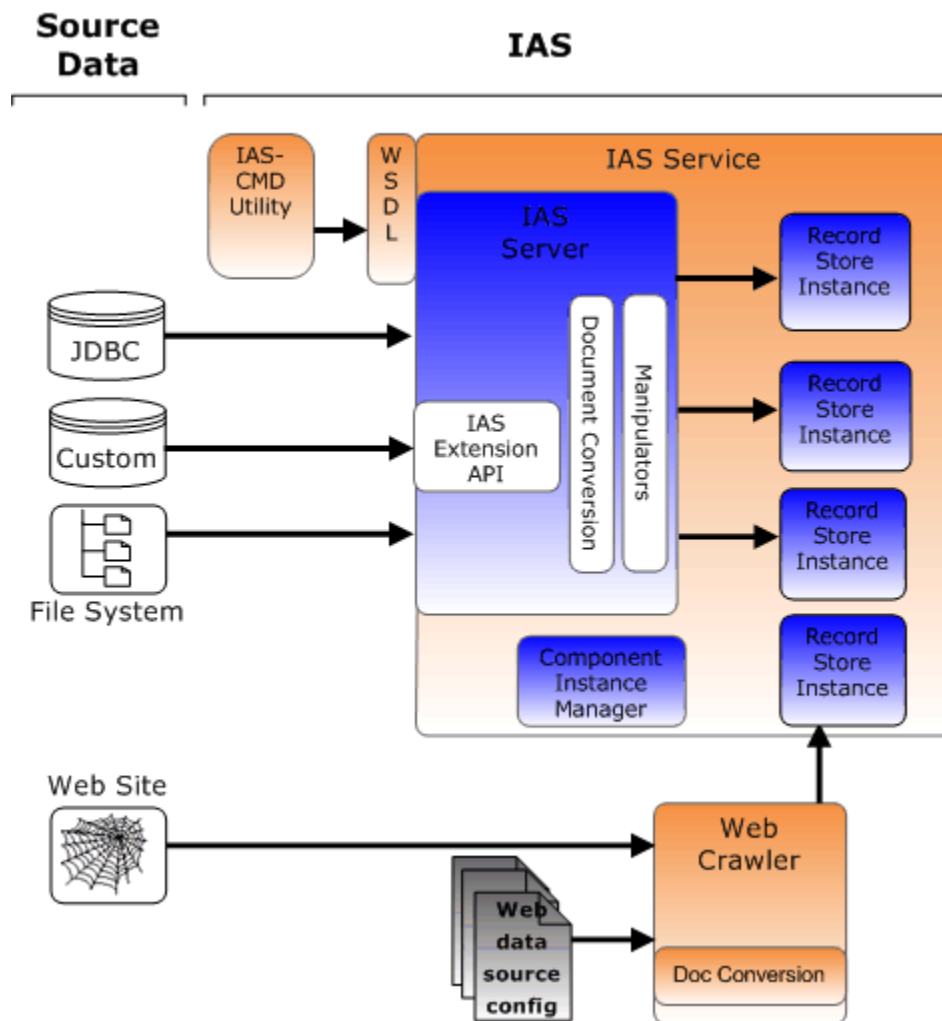 Source
Data
IAS
IAS-
CMD
Utility
W
S
D
L
IAS Service
IAS
Server
Record
Store
Instance
JDBC
Document Conversion
Manipulators
Record
Store
Instance
Custom
IAS
Extension
API
Record
Store
Instance
File System
Component
Instance
Manager
Record
Store
Instance
Web Site
Web
Crawler
Web
data
source
config
Doc Conversion